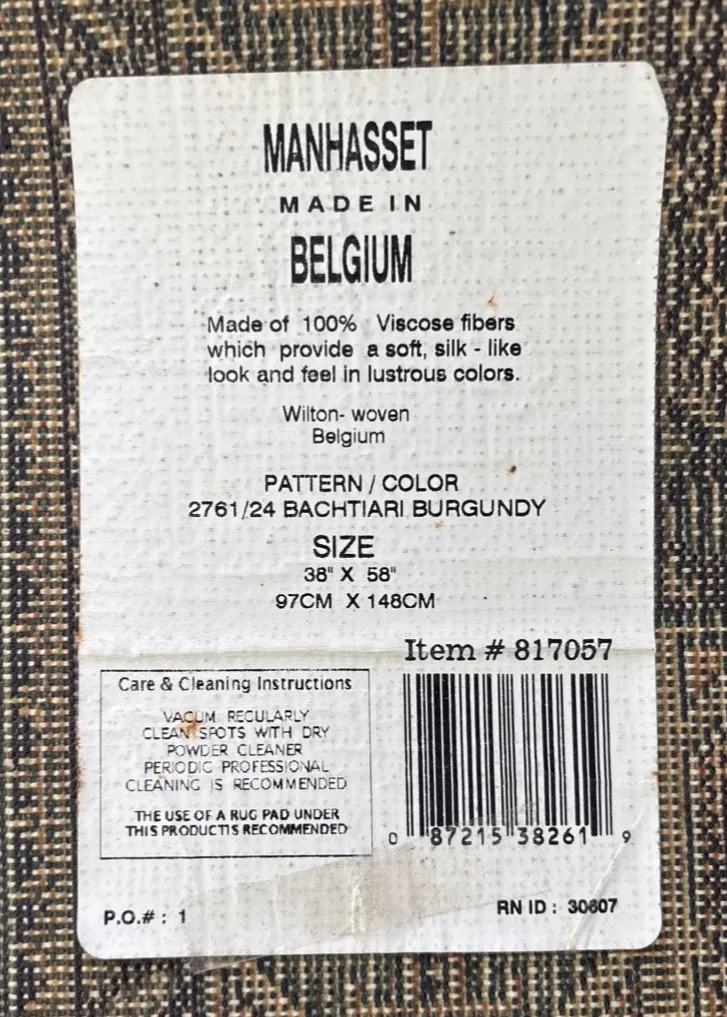 MANHASSET
MADE IN
BELGIUM
Made of 100% Viscose fibers
which provide a soft, silk - like
look and feel in lustrous colors.
Wilton- woven
Belgium
PATTERN / COLOR
2761/24 BACHTIARI BURGUNDY
SIZE
38" X 58"
97CM X 148CM
Item # 817057
Care & Cleaning Instructions
VACUM REGULARLY
CLEAN SPOTS WITH DRY
POWDER CLEANER
PERIODIC PROFESSIONAL
CLEANING IS RECOMMENDED
THE USE OF A RUG PAD UNDER
THIS PRODUCTIS RECOMMENDED
0 87215 38261 9
P.O.# : 1
RN ID : 30607